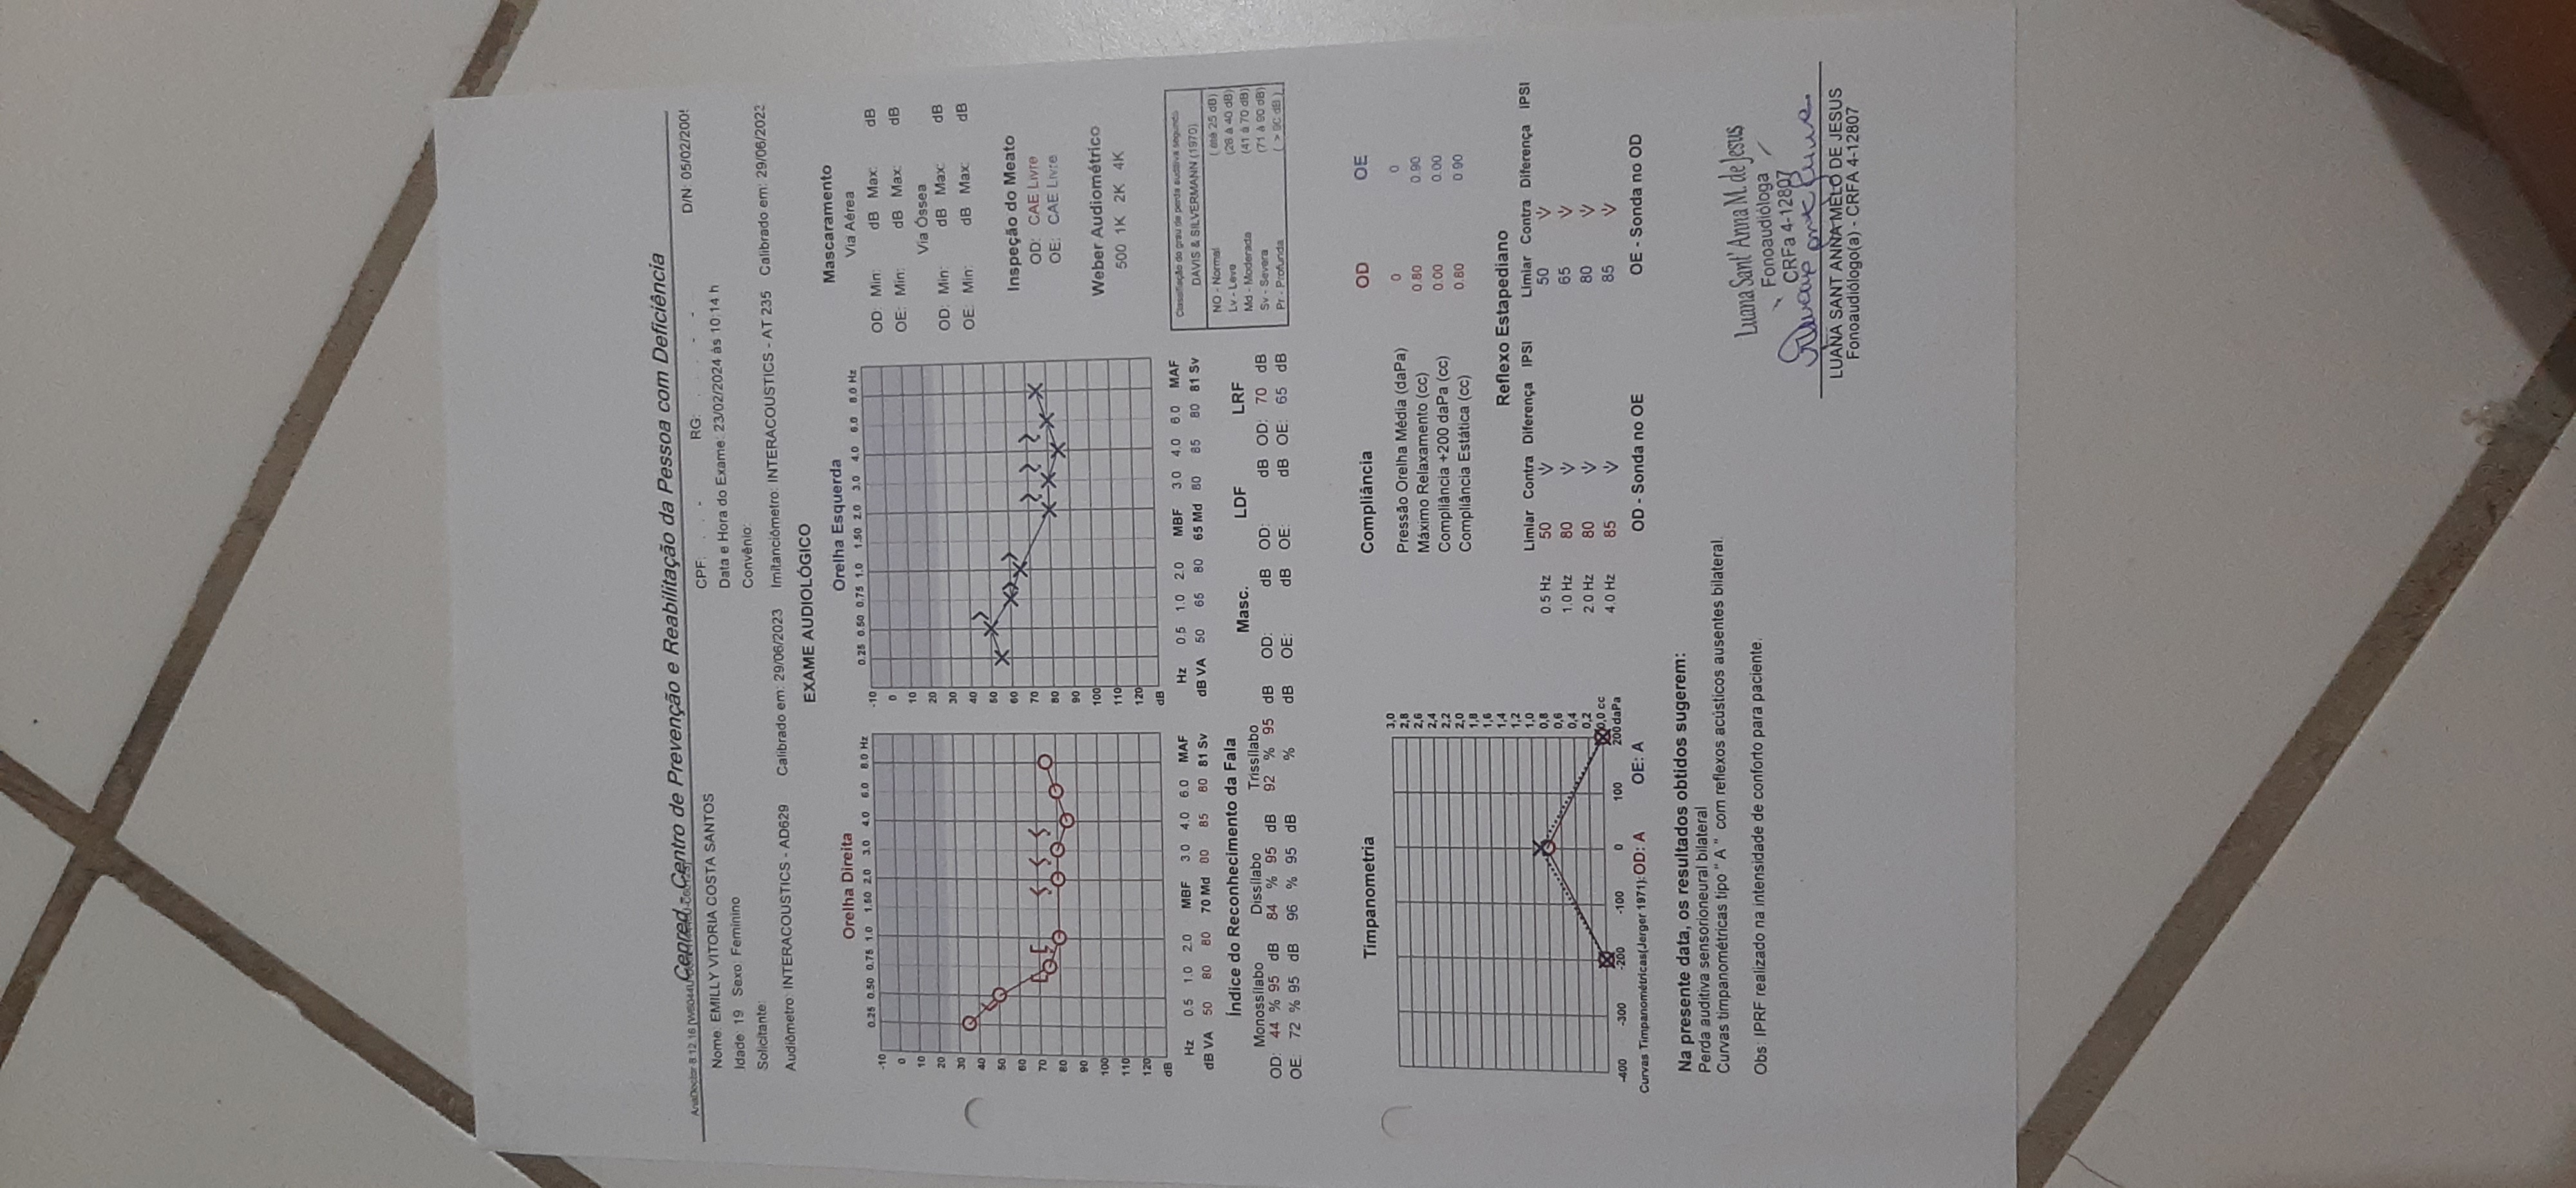 Cepred - Centro de Prevenção e Reabilitação da Pessoa com Deficiência
AnaDoctor 8.12.16
Nome: EMILLY VITORIA COSTA SANTOS
CPF: . . - RG: - - - D/N: 05/02/200
Idade: 19 Sexo: Feminino
Data e Hora do Exame: 23/02/2024 às 10:14 h
Solicitante:
Convênio:
Audiômetro: INTERACOUSTICS - AD629 Calibrado em: 29/06/2023 Imitanciômetro: INTERACOUSTICS - AT 235 Calibrado em: 29/06/2023
EXAME AUDIOLÓGICO
Orelha Direita
0.25 0.50 0.75 1.0 1.50 2.0 3.0 4.0 6.0 8.0 Hz
-10
0
10
20
30
40
50
60
70
80
90
100
110
120
dB
Hz 0.5 1.0 2.0 MBF 3.0 4.0 6.0 MAF
dB VA 50 80 80 70 Md 80 85 80 81 Sv
Orelha Esquerda
0.25 0.50 0.75 1.0 1.50 2.0 3.0 4.0 6.0 8.0 Hz
-10
0
10
20
30
40
50
60
70
80
90
100
110
120
dB
Hz 0.5 1.0 2.0 MBF 3.0 4.0 6.0 MAF
dB VA 50 65 80 65 Md 80 85 80 81 Sv
Mascaramento
Via Aérea
OD: Min: dB Max: dB
OE: Min: dB Max: dB
Via Óssea
OD: Min: dB Max: dB
OE: Min: dB Max: dB
Inspeção do Meato
OD: CAE Livre
OE: CAE Livre
Weber Audiométrico
500 1K 2K 4K
Classificação do grau de perda auditiva segundo
DAVIS & SILVERMANN (1970)
NO - Normal ( até 25 dB)
Lv - Leve (26 à 40 dB)
Md - Moderada (41 à 70 dB)
Sv - Severa (71 à 90 dB)
Pr - Profunda ( > 90 dB )
Índice do Reconhecimento da Fala
Monossílabo Dissílabo Trissílabo
OD: 44 % 95 dB 84 % 95 dB 92 % 95 dB
OE: 72 % 95 dB 96 % 95 dB % dB
Masc. LDF LRF
OD: dB OD: dB OD: 70 dB
OE: dB OE: dB OE: 65 dB
Timpanometria
3,0
2,8
2,6
2,4
2,2
2,0
1,8
1,6
1,4
1,2
1,0
0,8
0,6
0,4
0,2
0,0 cc
-400 -300 -200 -100 0 100 200 daPa
Curvas Timpanométricas(Jerger 1971): OD: A OE: A
Compliância OD OE
Pressão Orelha Média (daPa) 0 0
Máximo Relaxamento (cc) 0.80 0.90
Compliância +200 daPa (cc) 0.00 0.00
Compliância Estática (cc) 0.80 0.90
Reflexo Estapediano
Limiar Contra Diferença IPSI Limiar Contra Diferença IPSI
0.5 Hz 50 50
1.0 Hz 80 65
2.0 Hz 80 80
4.0 Hz 85 85
OD - Sonda no OE OE - Sonda no OD
Na presente data, os resultados obtidos sugerem:
Perda auditiva sensorioneural bilateral
Curvas timpanométricas tipo " A " com reflexos acústicos ausentes bilateral.
Obs: IPRF realizado na intensidade de conforto para paciente.
Luana Sant' Anna M. de Jesus
Fonoaudióloga
CRFa 4-12807
LUANA SANT ANNA MELO DE JESUS
Fonoaudiólogo(a) - CRFA 4-12807